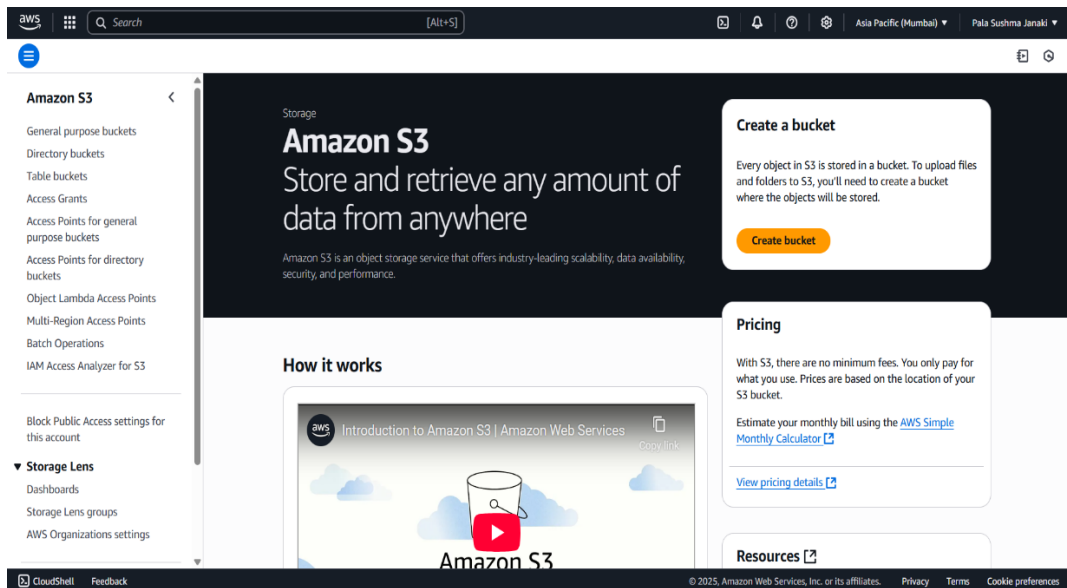 aws
Search
[Alt+S]
Asia Pacific (Mumbai) ▼
Pala Sushma Janaki ▼
Amazon S3
General purpose buckets
Directory buckets
Table buckets
Access Grants
Access Points for general
purpose buckets
Access Points for directory
buckets
Object Lambda Access Points
Multi-Region Access Points
Batch Operations
IAM Access Analyzer for S3
Block Public Access settings for
this account
▼ Storage Lens
Dashboards
Storage Lens groups
AWS Organizations settings
Storage
Amazon S3
Store and retrieve any amount of
data from anywhere
Amazon S3 is an object storage service that offers industry-leading scalability, data availability,
security, and performance.
Create a bucket
Every object in S3 is stored in a bucket. To upload files
and folders to S3, you'll need to create a bucket
where the objects will be stored.
Create bucket
How it works
aws
Introduction to Amazon S3 | Amazon Web Services
Copy link
Amazon S3
Pricing
With S3, there are no minimum fees. You only pay for
what you use. Prices are based on the location of your
S3 bucket.
Estimate your monthly bill using the AWS Simple
Monthly Calculator
View pricing details
Resources
CloudShell
Feedback
© 2025, Amazon Web Services, Inc. or its affiliates.
Privacy
Terms
Cookie preferences